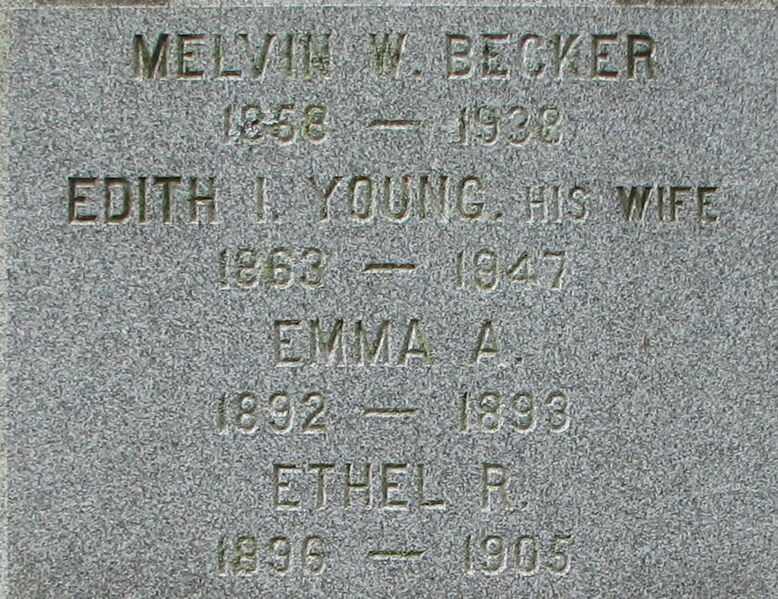 MELVIN W. BECKER
1858 — 1938
EDITH I. YOUNG. HIS WIFE
1863 — 1947
EMMA A.
1892 — 1893
ETHEL R.
1896 — 1905